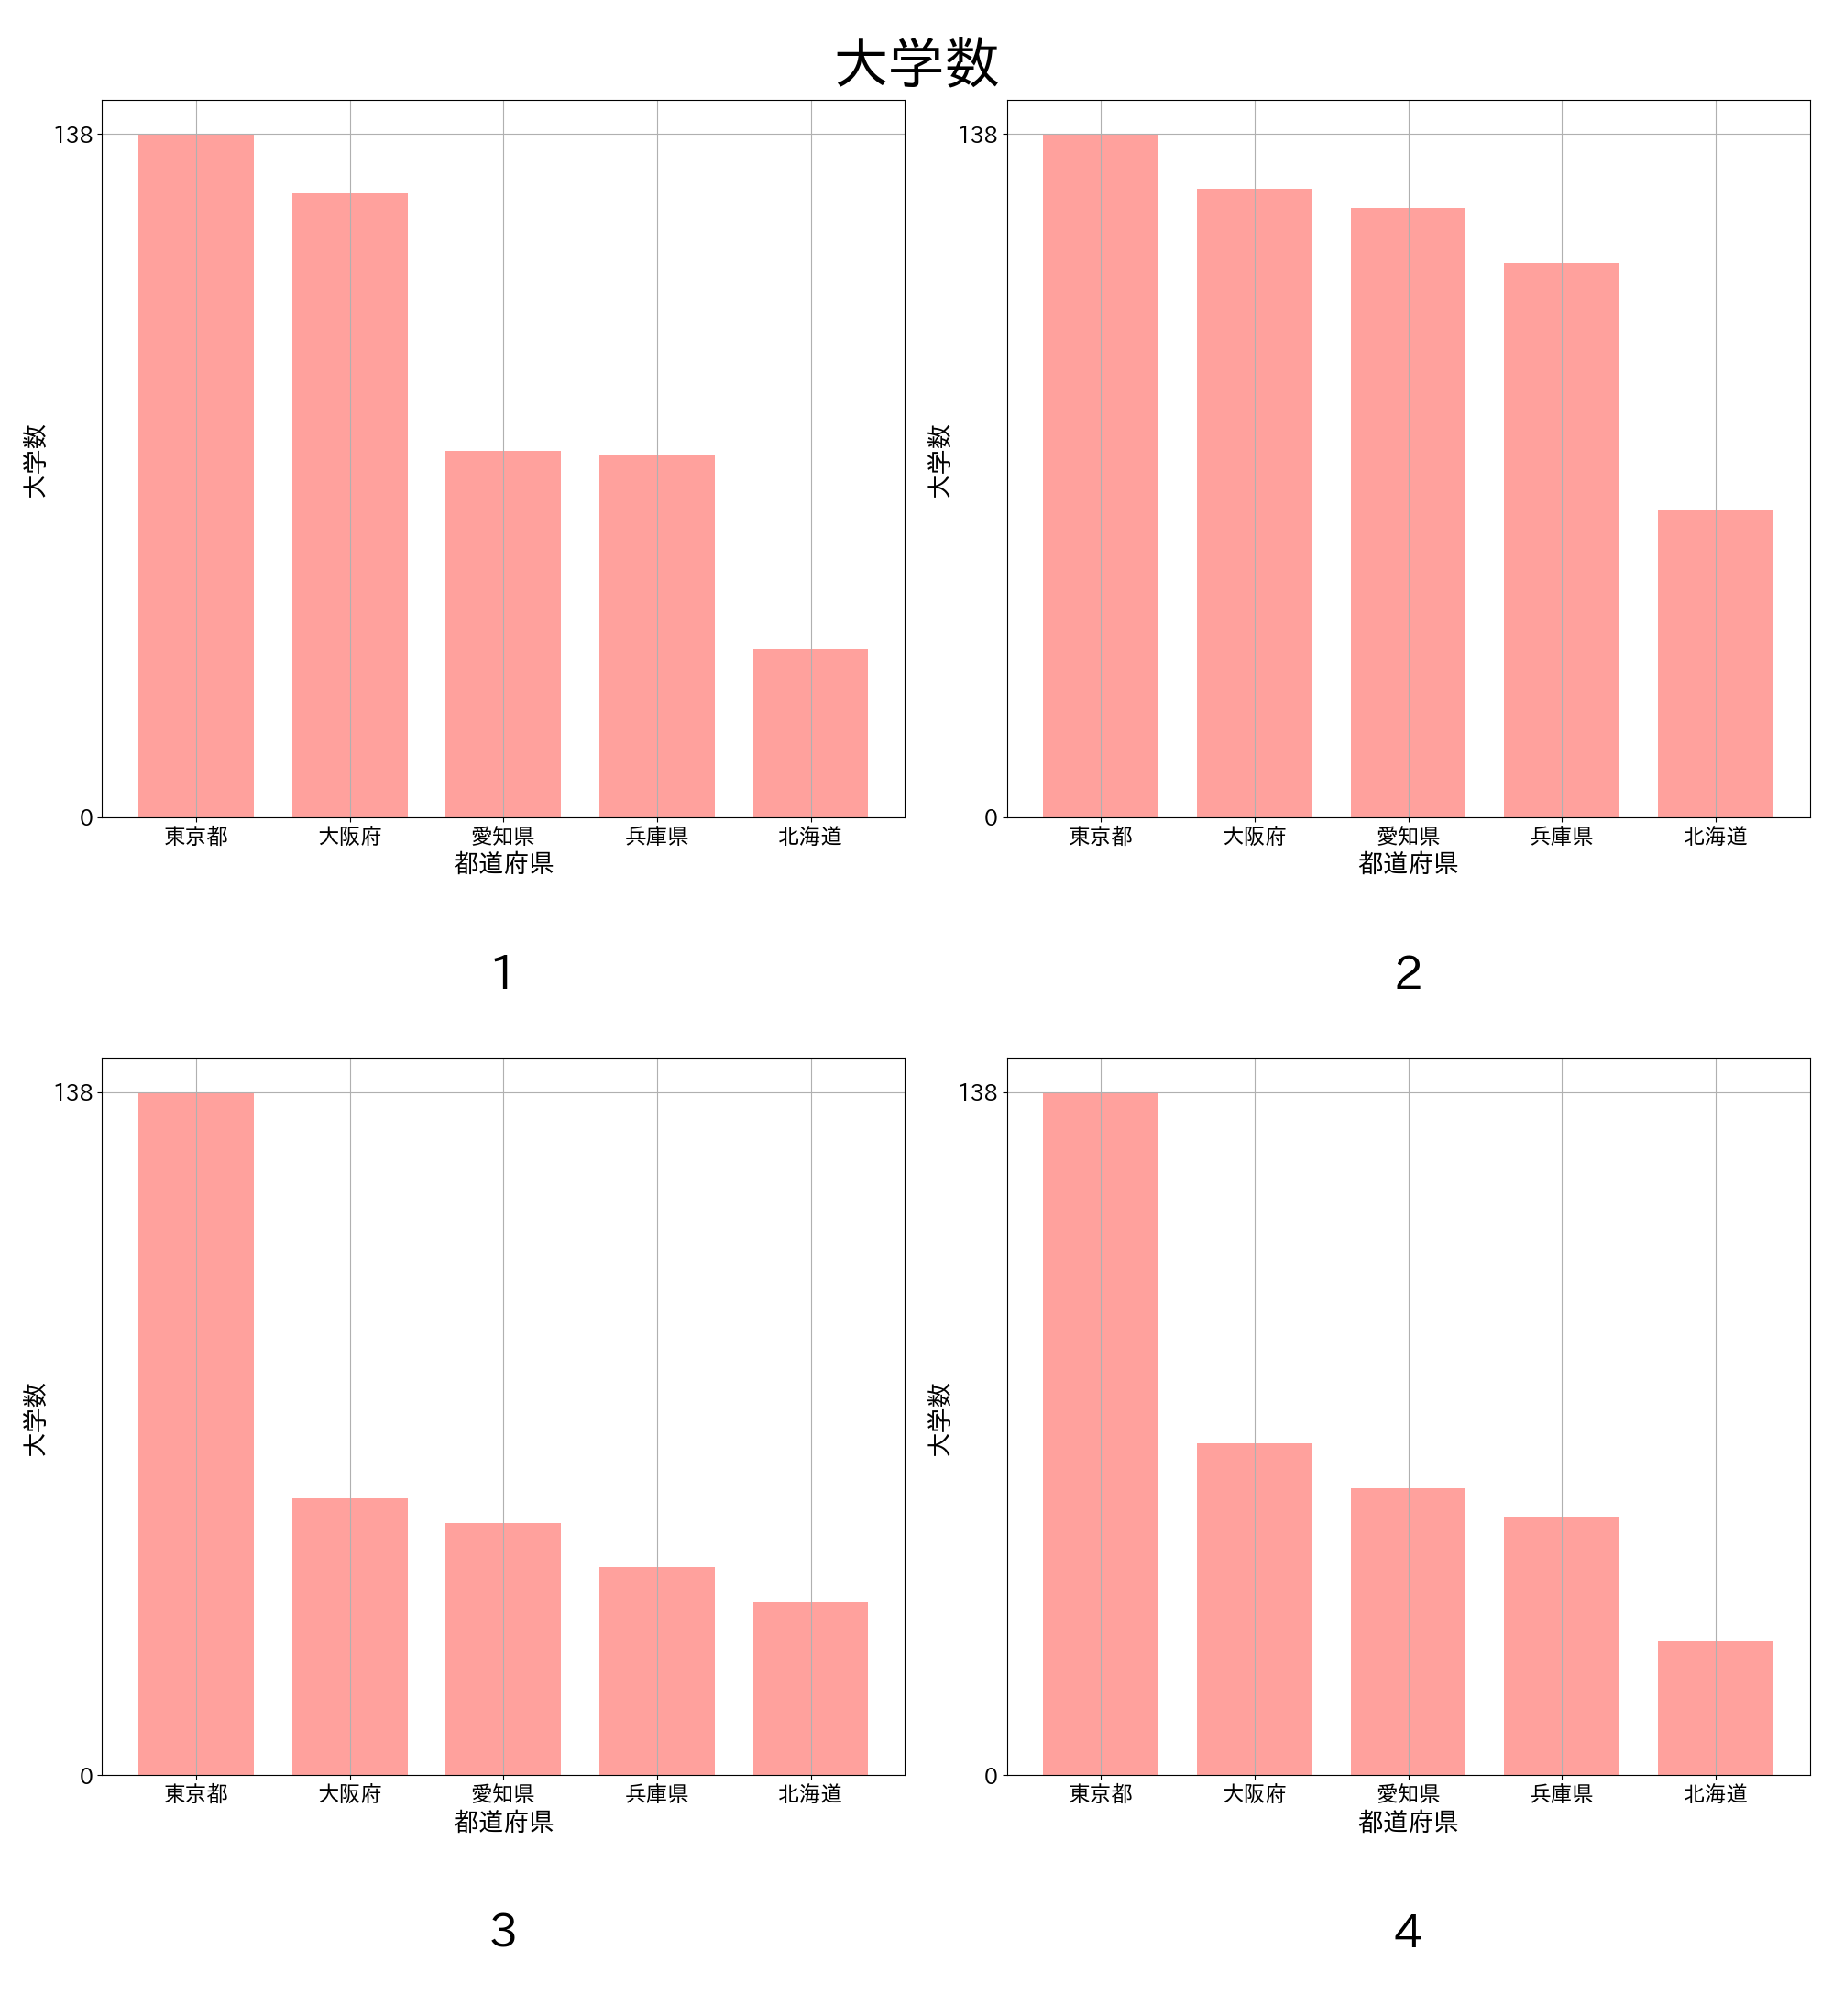 大学数
138
0
大学数
東京都 大阪府 愛知県 兵庫県 北海道
都道府県
1
138
0
大学数
東京都 大阪府 愛知県 兵庫県 北海道
都道府県
2
138
0
大学数
東京都 大阪府 愛知県 兵庫県 北海道
都道府県
3
138
0
大学数
東京都 大阪府 愛知県 兵庫県 北海道
都道府県
4